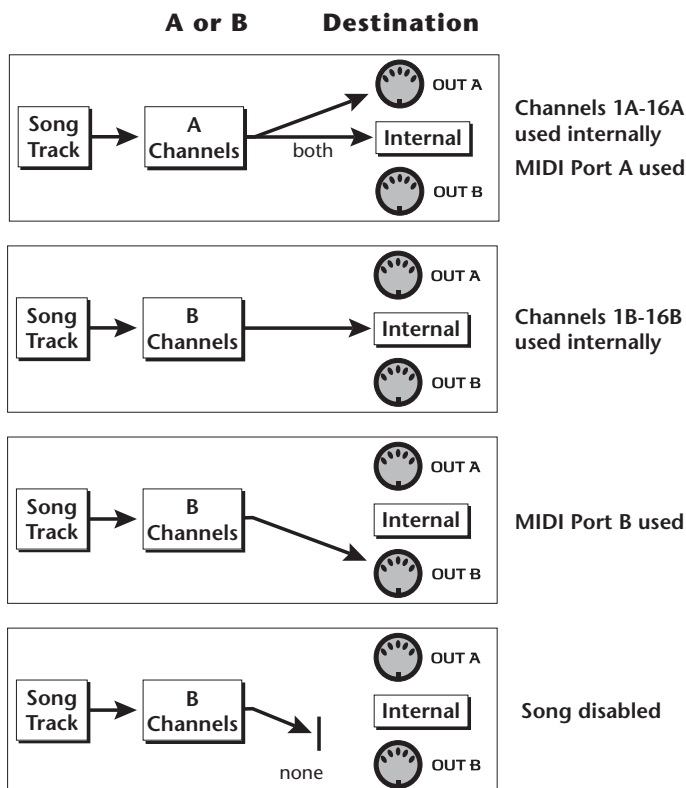 A or B Destination
OUT A
Song
Track
A
Channels
both
Internal
OUT B
Channels 1A-16A
used internally
MIDI Port A used
OUT A
Song
Track
B
Channels
Internal
OUT B
Channels 1B-16B
used internally
OUT A
Song
Track
B
Channels
Internal
OUT B
MIDI Port B used
OUT A
Song
Track
B
Channels
none
Internal
OUT B
Song disabled